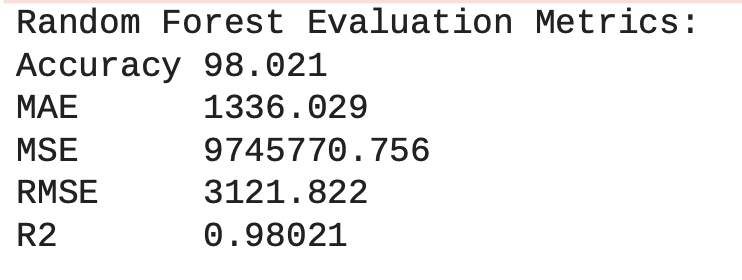 Random Forest Evaluation Metrics:
Accuracy 98.021
MAE 1336.029
MSE 9745770.756
RMSE 3121.822
R2 0.98021